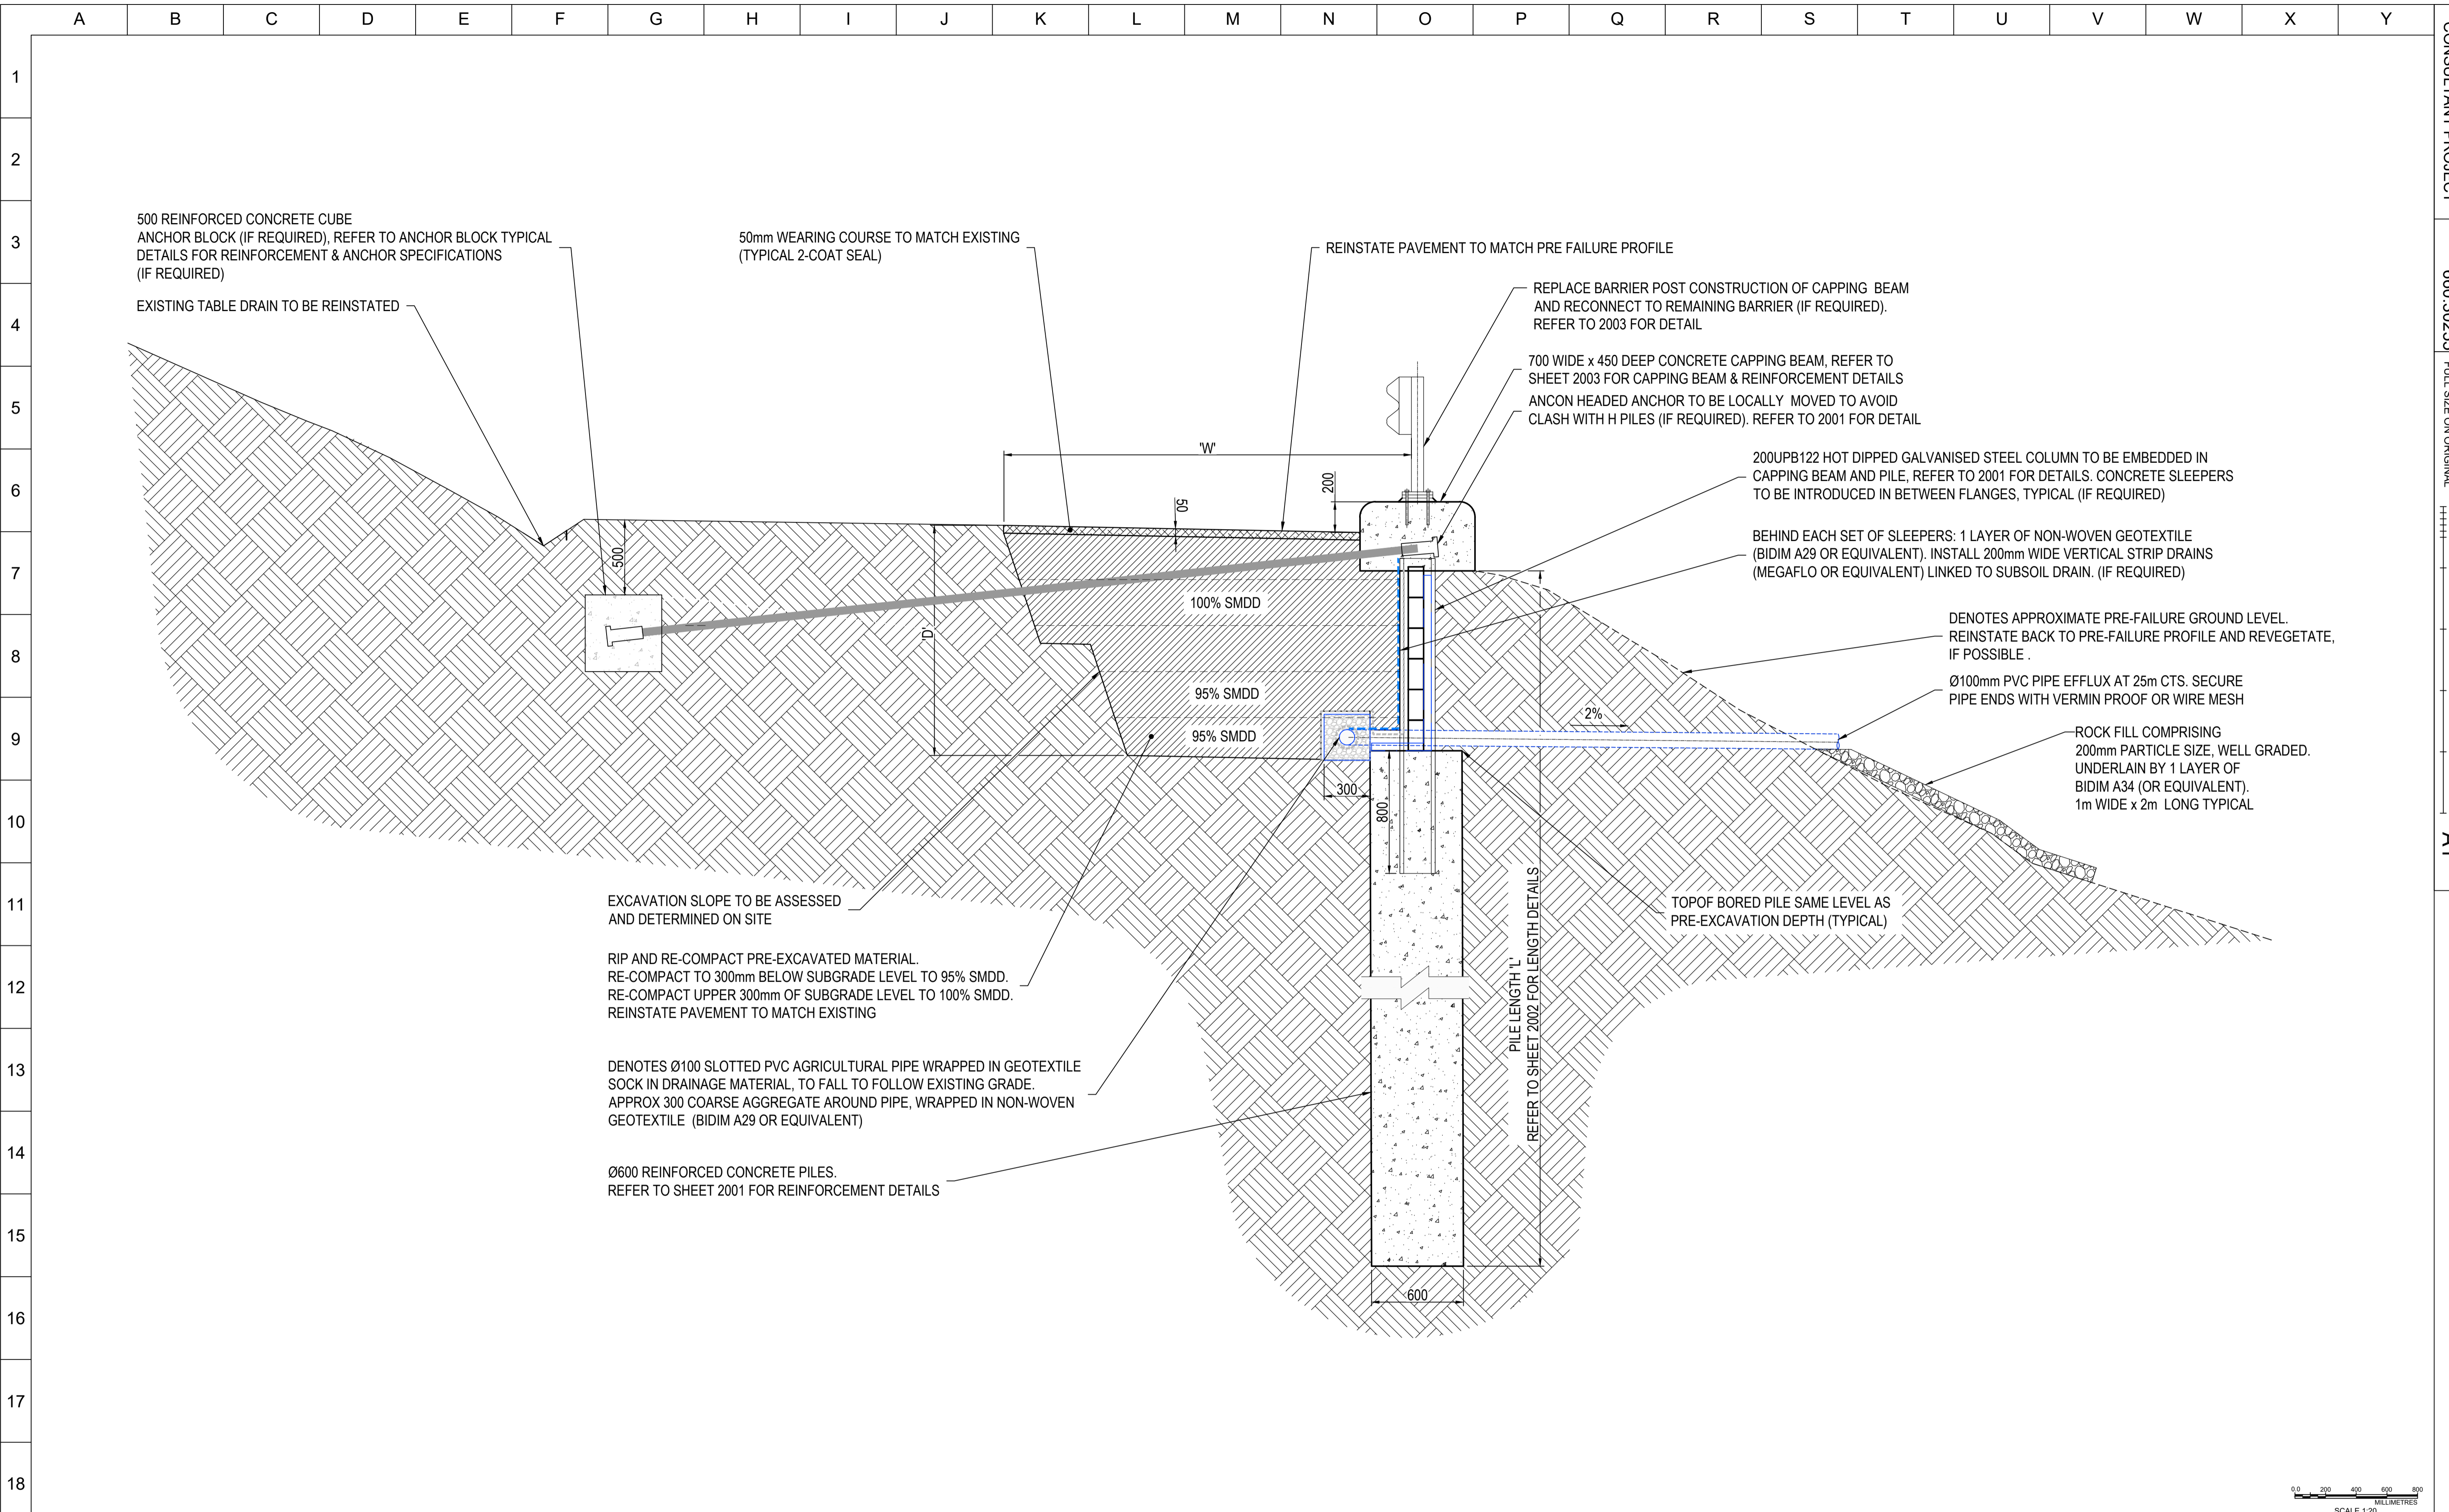 A B C D E F G H I J K L M N O P Q R S T U V W X Y
1
2
3
4
5
6
7
8
9
10
11
12
13
14
15
16
17
18
500 REINFORCED CONCRETE CUBE
ANCHOR BLOCK (IF REQUIRED), REFER TO ANCHOR BLOCK TYPICAL
DETAILS FOR REINFORCEMENT & ANCHOR SPECIFICATIONS
(IF REQUIRED)
EXISTING TABLE DRAIN TO BE REINSTATED
50mm WEARING COURSE TO MATCH EXISTING
(TYPICAL 2-COAT SEAL)
REINSTATE PAVEMENT TO MATCH PRE FAILURE PROFILE
REPLACE BARRIER POST CONSTRUCTION OF CAPPING BEAM
AND RECONNECT TO REMAINING BARRIER (IF REQUIRED).
REFER TO 2003 FOR DETAIL
700 WIDE x 450 DEEP CONCRETE CAPPING BEAM, REFER TO
SHEET 2003 FOR CAPPING BEAM & REINFORCEMENT DETAILS
ANCON HEADED ANCHOR TO BE LOCALLY MOVED TO AVOID
CLASH WITH H PILES (IF REQUIRED). REFER TO 2001 FOR DETAIL
200UPB122 HOT DIPPED GALVANISED STEEL COLUMN TO BE EMBEDDED IN
CAPPING BEAM AND PILE, REFER TO 2001 FOR DETAILS. CONCRETE SLEEPERS
TO BE INTRODUCED IN BETWEEN FLANGES, TYPICAL (IF REQUIRED)
BEHIND EACH SET OF SLEEPERS: 1 LAYER OF NON-WOVEN GEOTEXTILE
(BIDIM A29 OR EQUIVALENT). INSTALL 200mm WIDE VERTICAL STRIP DRAINS
(MEGAFLO OR EQUIVALENT) LINKED TO SUBSOIL DRAIN. (IF REQUIRED)
DENOTES APPROXIMATE PRE-FAILURE GROUND LEVEL.
REINSTATE BACK TO PRE-FAILURE PROFILE AND REVEGETATE,
IF POSSIBLE .
Ø100mm PVC PIPE EFFLUX AT 25m CTS. SECURE
PIPE ENDS WITH VERMIN PROOF OR WIRE MESH
ROCK FILL COMPRISING
200mm PARTICLE SIZE, WELL GRADED.
UNDERLAIN BY 1 LAYER OF
BIDIM A34 (OR EQUIVALENT).
1m WIDE x 2m LONG TYPICAL
'W'
200
50
500
'D'
100% SMDD
95% SMDD
95% SMDD
2%
300
800
EXCAVATION SLOPE TO BE ASSESSED
AND DETERMINED ON SITE
RIP AND RE-COMPACT PRE-EXCAVATED MATERIAL.
RE-COMPACT TO 300mm BELOW SUBGRADE LEVEL TO 95% SMDD.
RE-COMPACT UPPER 300mm OF SUBGRADE LEVEL TO 100% SMDD.
REINSTATE PAVEMENT TO MATCH EXISTING
DENOTES Ø100 SLOTTED PVC AGRICULTURAL PIPE WRAPPED IN GEOTEXTILE
SOCK IN DRAINAGE MATERIAL, TO FALL TO FOLLOW EXISTING GRADE.
APPROX 300 COARSE AGGREGATE AROUND PIPE, WRAPPED IN NON-WOVEN
GEOTEXTILE (BIDIM A29 OR EQUIVALENT)
Ø600 REINFORCED CONCRETE PILES.
REFER TO SHEET 2001 FOR REINFORCEMENT DETAILS
TOPOF BORED PILE SAME LEVEL AS
PRE-EXCAVATION DEPTH (TYPICAL)
PILE LENGTH 'L'
REFER TO SHEET 2002 FOR LENGTH DETAILS
600
0.0 200 400 600 800
MILLIMETRES
SCALE 1:20
CONSULTANT PROJECT
FULL SIZE ON ORIGINAL
A1